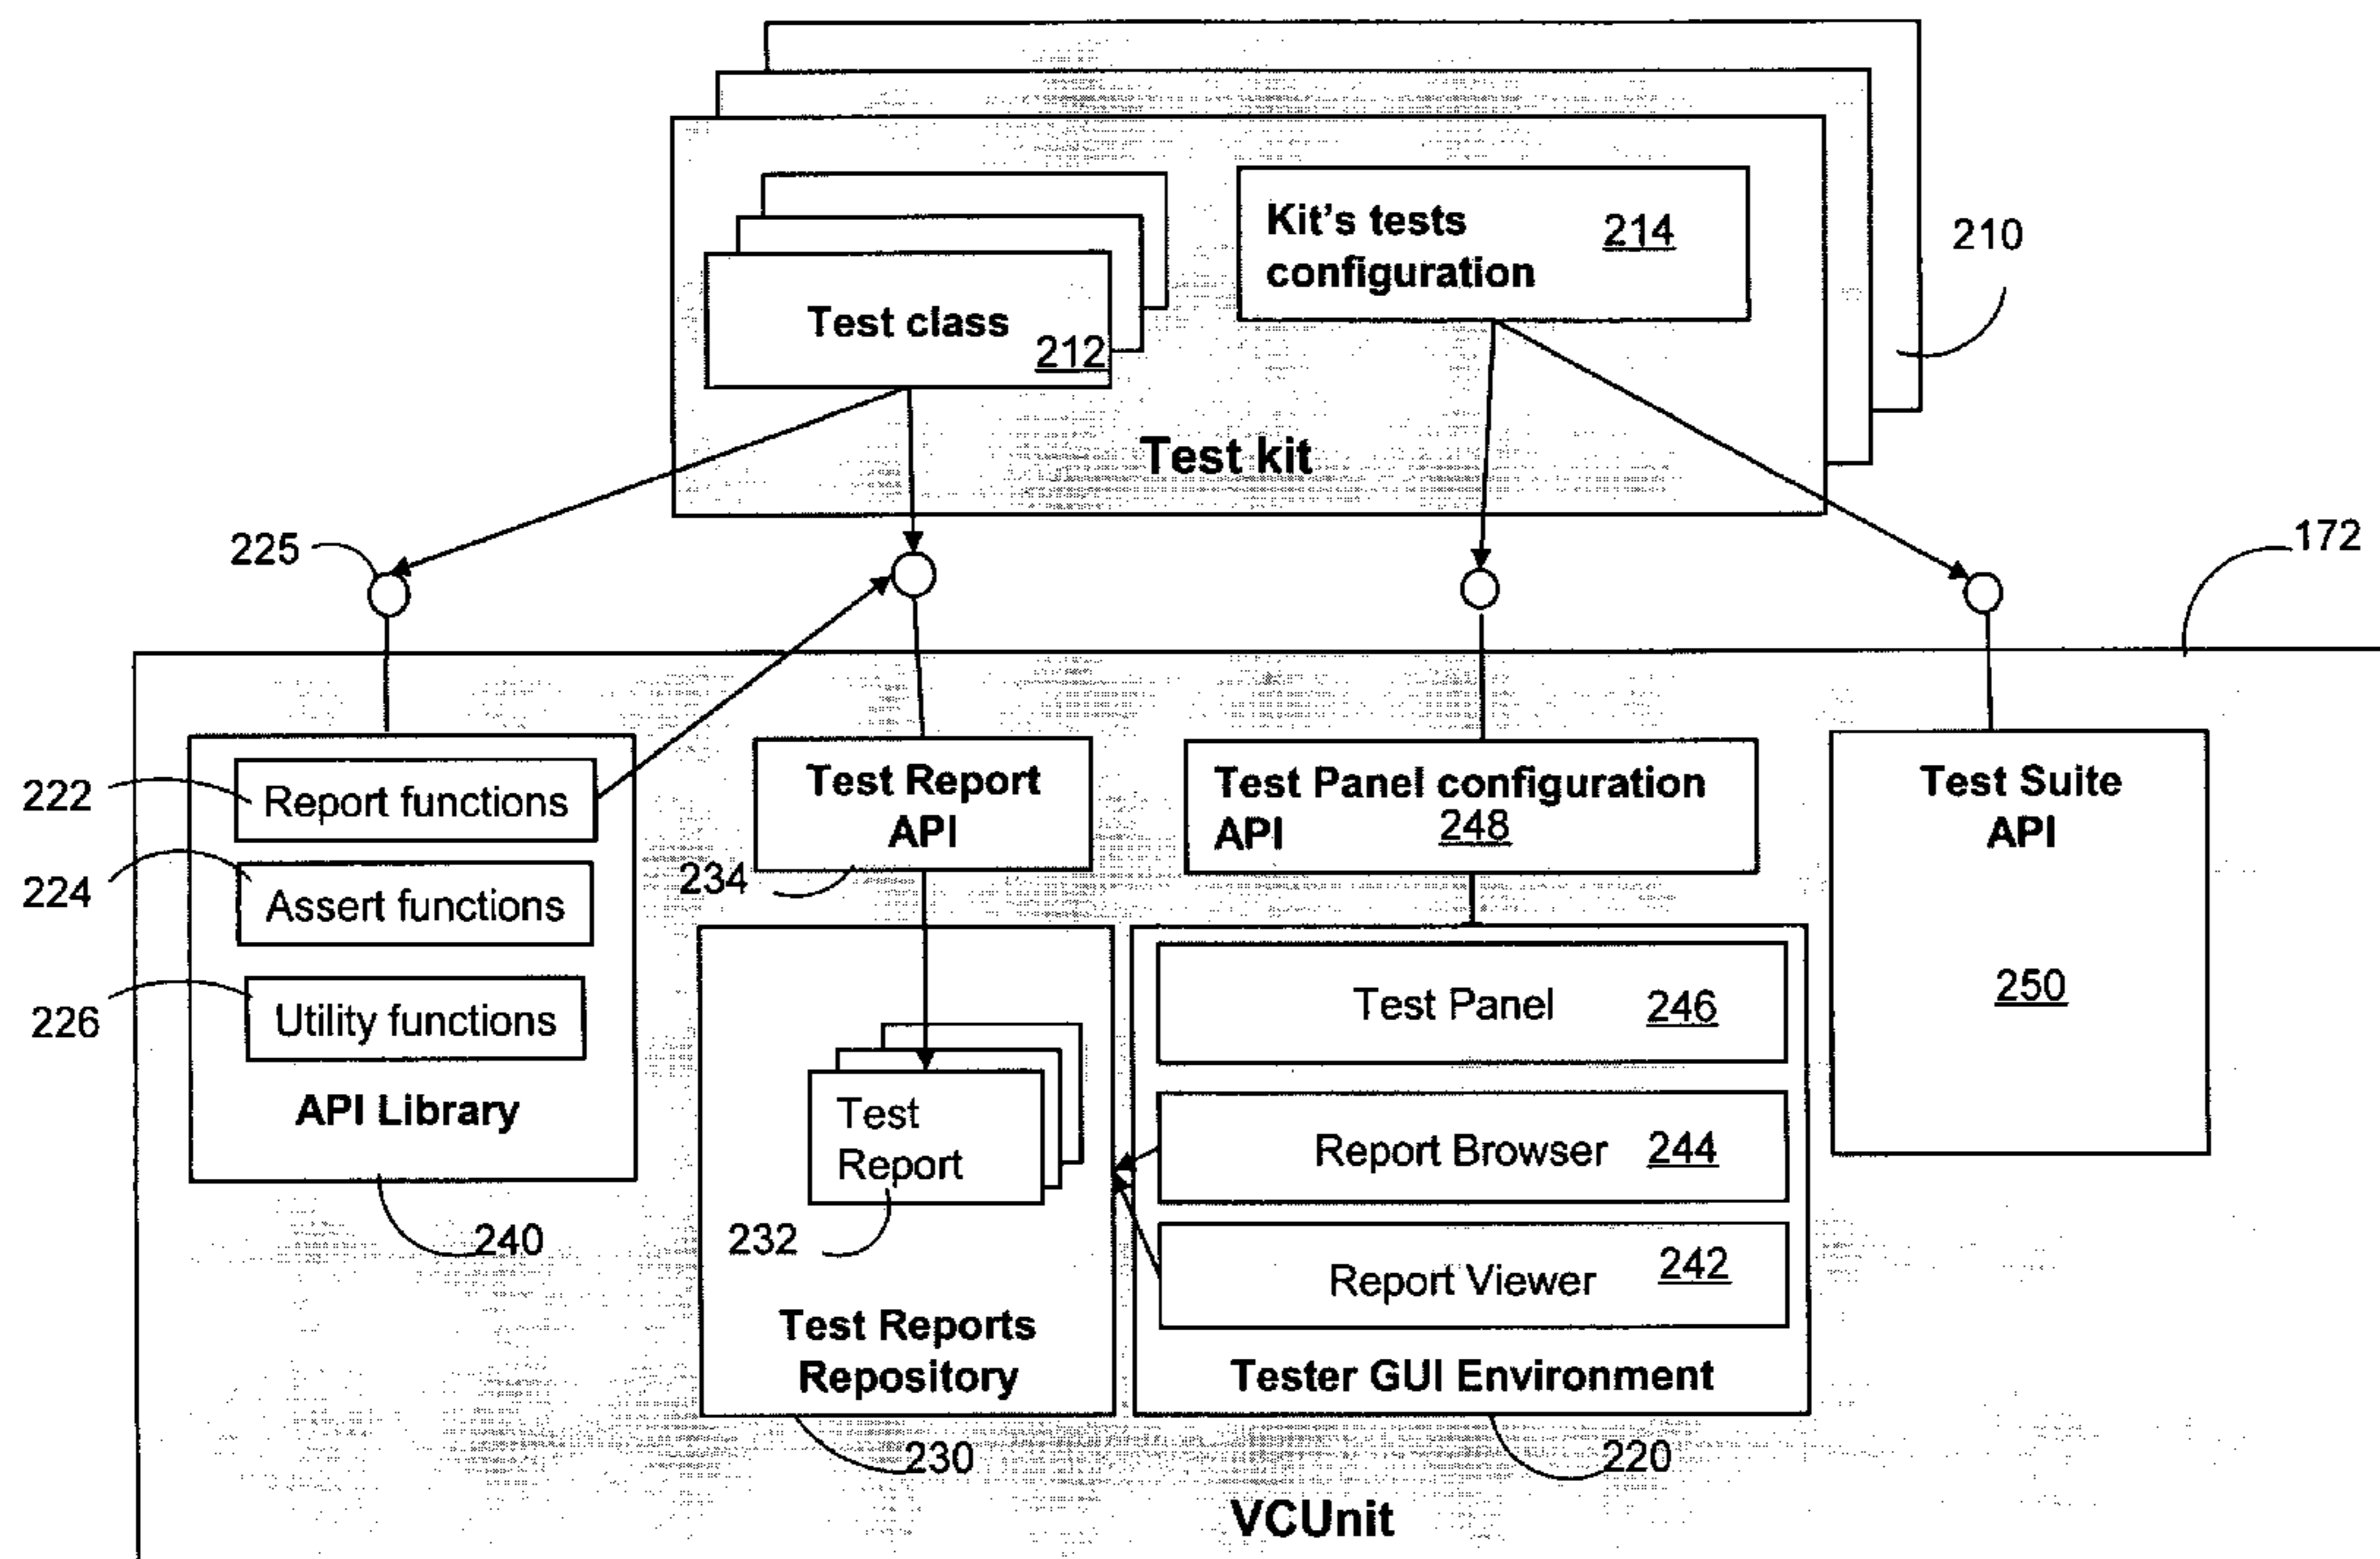 Kit's tests
configuration
214
210
Test class
212
Test kit
225
172
222
Report functions
224
Assert functions
226
Utility functions
API Library
240
Test Report
API
234
Test Panel configuration
API
248
Test Suite
API
250
Test
Report
232
Test Reports
Repository
230
Test Panel
246
Report Browser
244
Report Viewer
242
Tester GUI Environment
220
VCUnit